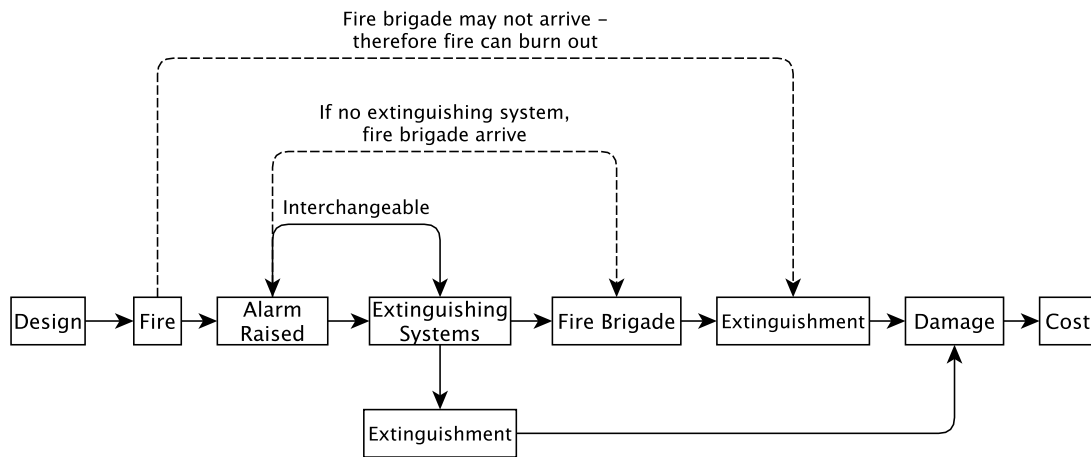 Fire brigade may not arrive –
therefore fire can burn out
If no extinguishing system,
fire brigade arrive
Interchangeable
Design
Fire
Alarm
Raised
Extinguishing
Systems
Fire Brigade
Extinguishment
Damage
Cost
Extinguishment